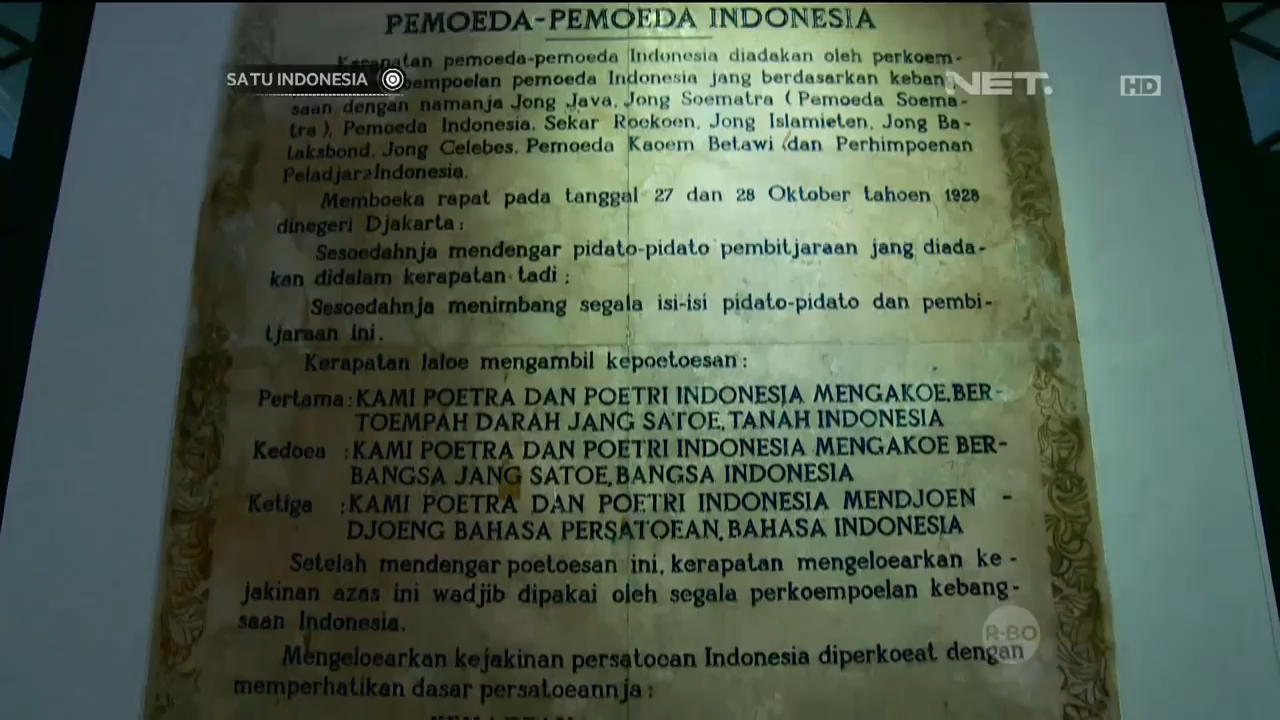 PEMOEDA-PEMOEDA INDONESIA
Kerapatan pemoeda-pemoeda Indonesia diadakan oleh perkoem-
SATU INDONESIA
NET.
HD
bempoelan pemoeda Indonesia jang berdasarkan keban
saan dengan namanja Jong Java, Jong Soematra ( Pemoeda Soema-
tra ), Pemoeda Indonesia, Sekar Roekoen, Jong Islamieten, Jong Ba-
taksbond, Jong Celebes, Pemoeda Kaoem Betawi dan Perhimpoenan
Peladjar2 Indonesia.
Memboeka rapat pada tanggal 27 dan 28 Oktober tahoen 1928
dinegeri Djakarta :
Sesoedahnja mendengar pidato-pidato pembitjaraan jang diada-
kan didalam kerapatan tadi ;
Sesoedahnja menimbang segala isi-isi pidato-pidato dan pembi-
tjaraan ini.
Kerapatan laloe mengambil kepoetoesan :
Pertama : KAMI POETRA DAN POETRI INDONESIA MENGAKOE, BER-
TOEMPAH DARAH JANG SATOE, TANAH INDONESIA
Kedoea : KAMI POETRA DAN POETRI INDONESIA MENGAKOE BER-
BANGSA JANG SATOE, BANGSA INDONESIA
Ketiga : KAMI POETRA DAN POETRI INDONESIA MENDJOEN -
DJOENG BAHASA PERSATOEAN, BAHASA INDONESIA
Setelah mendengar poetoesan ini, kerapatan mengeloearkan ke -
jakinan azas ini wadjib dipakai oleh segala perkoempoelan kebang-
saan Indonesia.
R-BO
Mengeloearkan kejakinan persatoean Indonesia diperkoeat dengan
memperhatikan dasar persatoeannja :